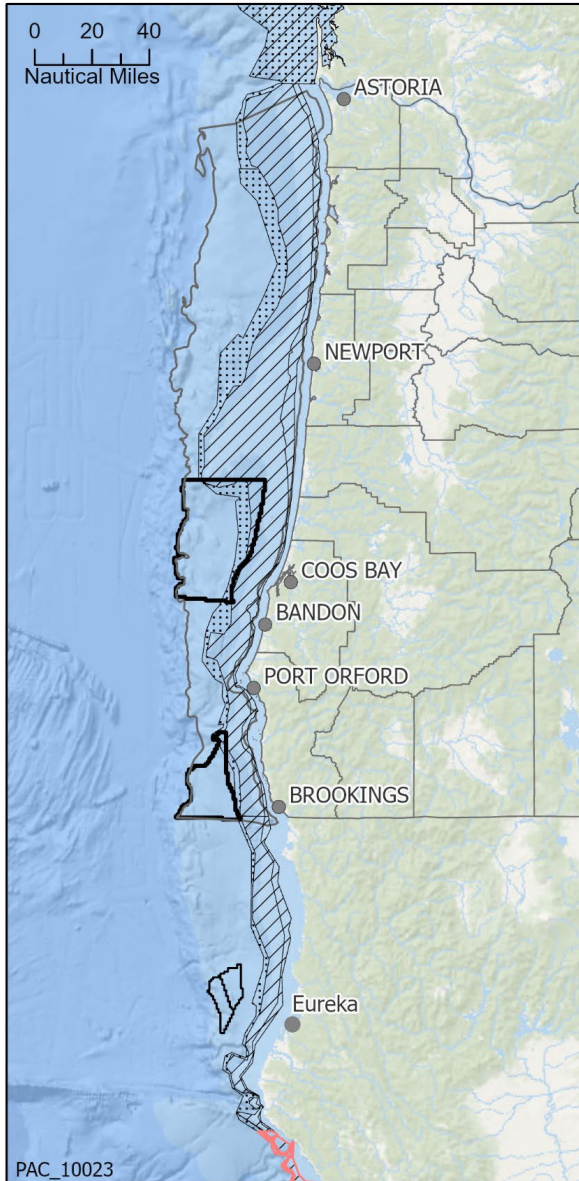 0 20 40
Nautical Miles
ASTORIA
NEWPORT
COOS BAY
BANDON
PORT ORFORD
BROOKINGS
Eureka
PAC_10023